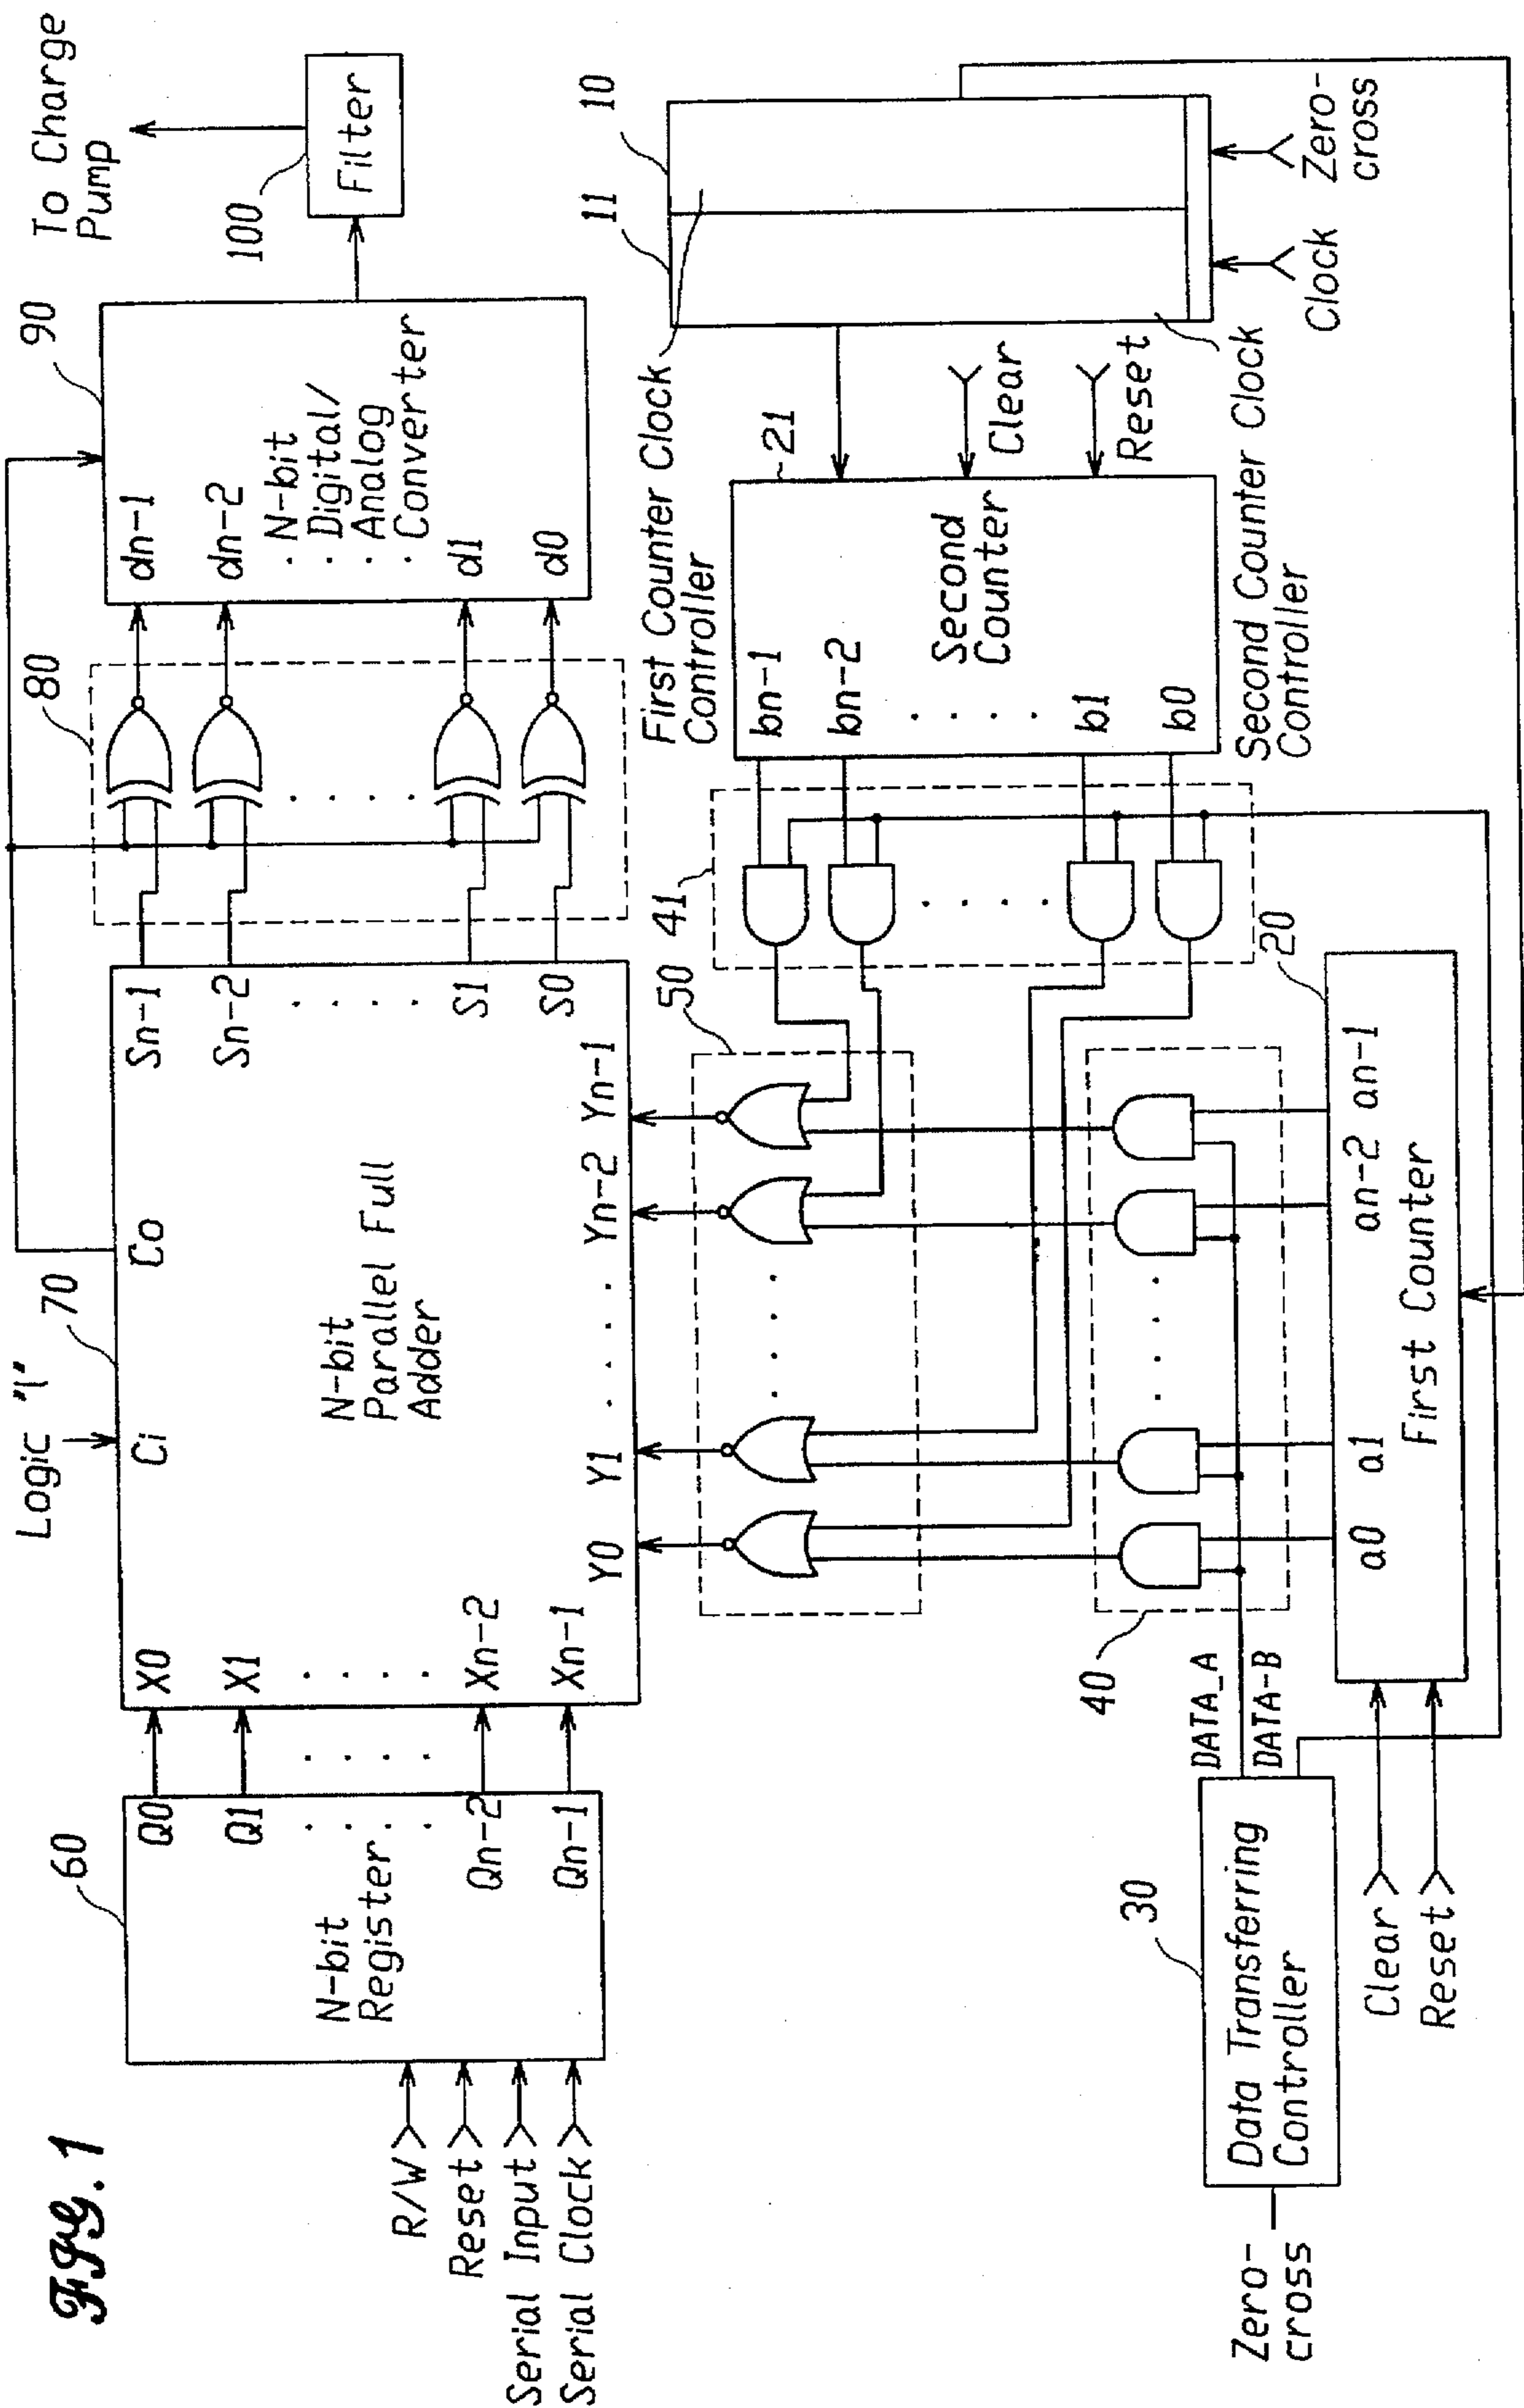 FIG. 1
R/W
Reset
Serial Input
Serial Clock
60
N-bit
Register
Q0
Q1
Qn-2
Qn-1
X0
X1
Xn-2
Xn-1
Logic "1"
70
Ci
Co
N-bit
Parallel Full
Adder
Sn-1
Sn-2
S1
S0
Y0
Y1
Yn-2
Yn-1
80
90
dn-1
dn-2
d1
d0
N-bit
Digital/
Analog
Converter
To Charge
Pump
100
Filter
50
41
First Counter Clock
Controller
11
10
21
bn-1
bn-2
b1
b0
Second
Counter
Clear
Reset
Second Counter Clock
Controller
Clock
Zero-
cross
40
20
a0
a1
an-2
an-1
First Counter
DATA_A
DATA-B
30
Data Transferring
Controller
Zero-
cross
Clear
Reset